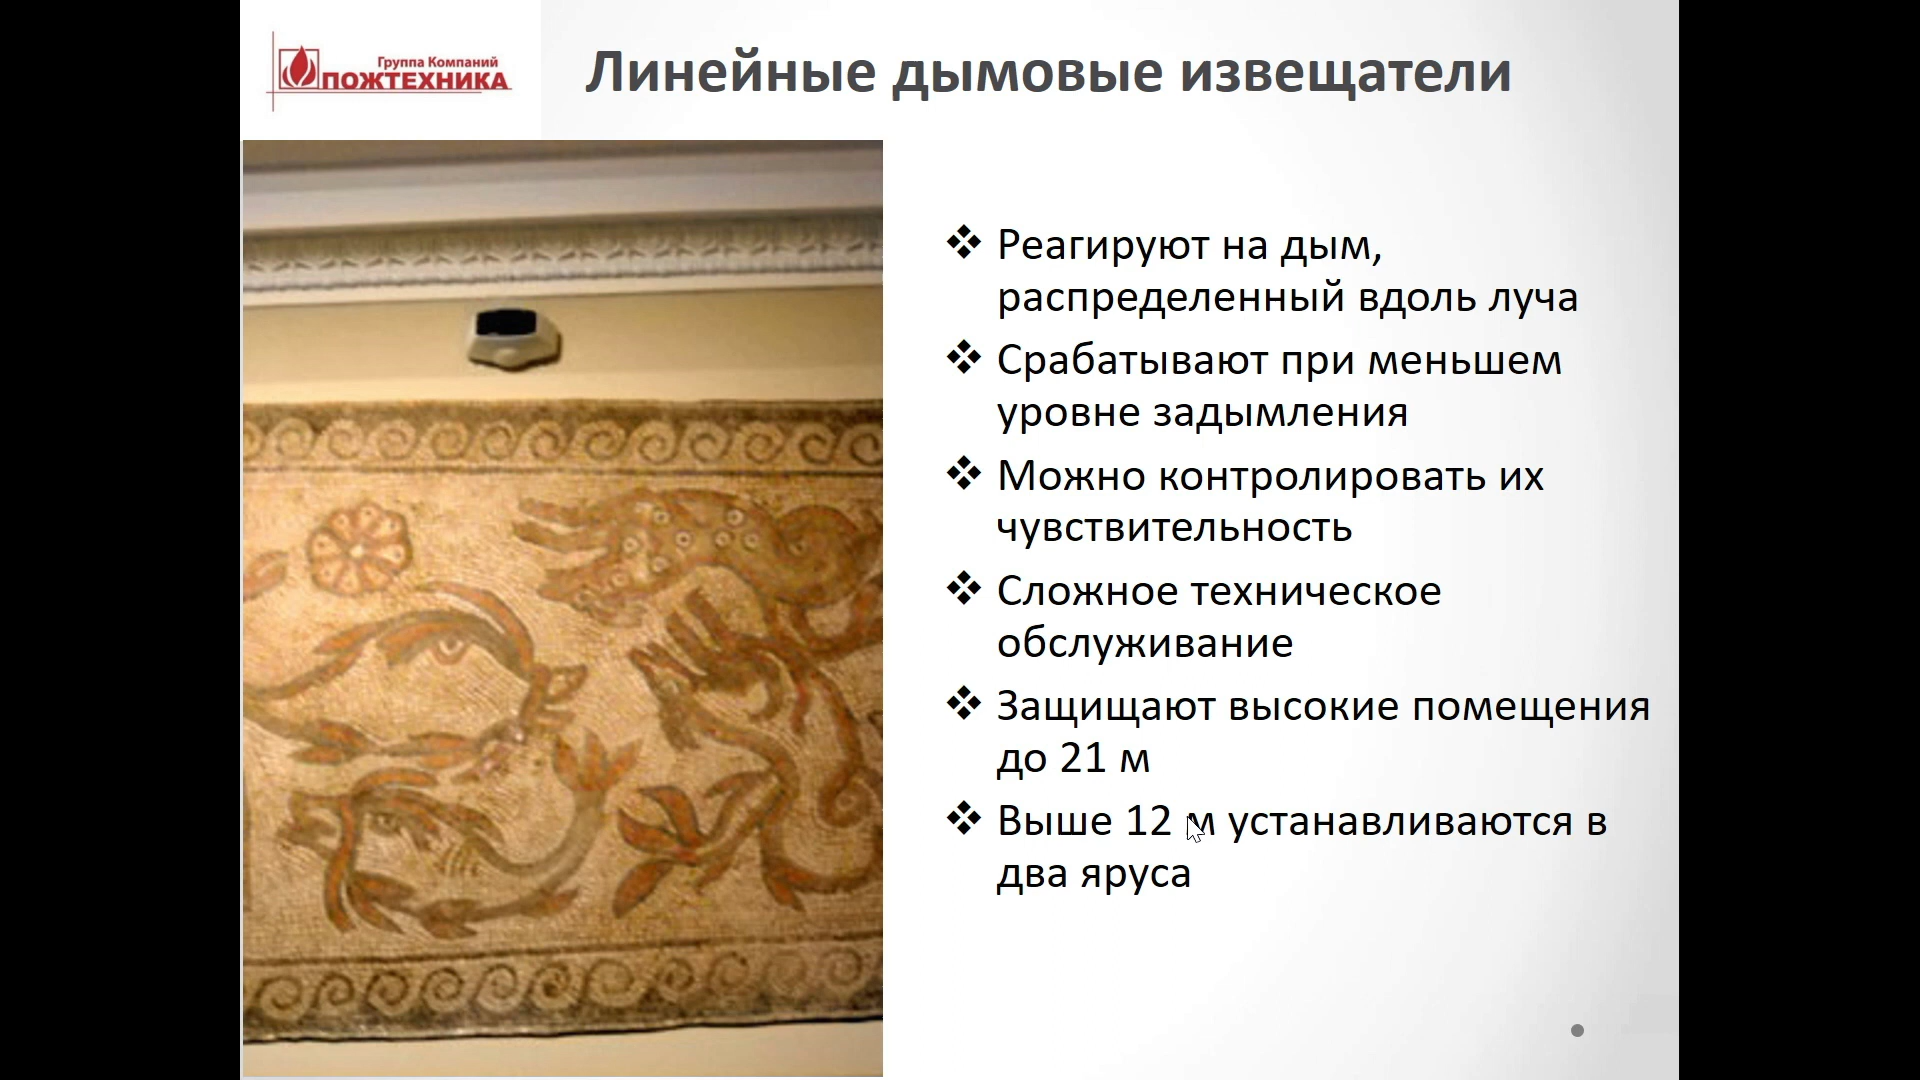 Группа Компаний
ПОЖТЕХНИКА
Линейные дымовые извещатели
❖ Реагируют на дым,
распределенный вдоль луча
❖ Срабатывают при меньшем
уровне задымления
❖ Можно контролировать их
чувствительность
❖ Сложное техническое
обслуживание
❖ Защищают высокие помещения
до 21 м
❖ Выше 12 м устанавливаются в
два яруса